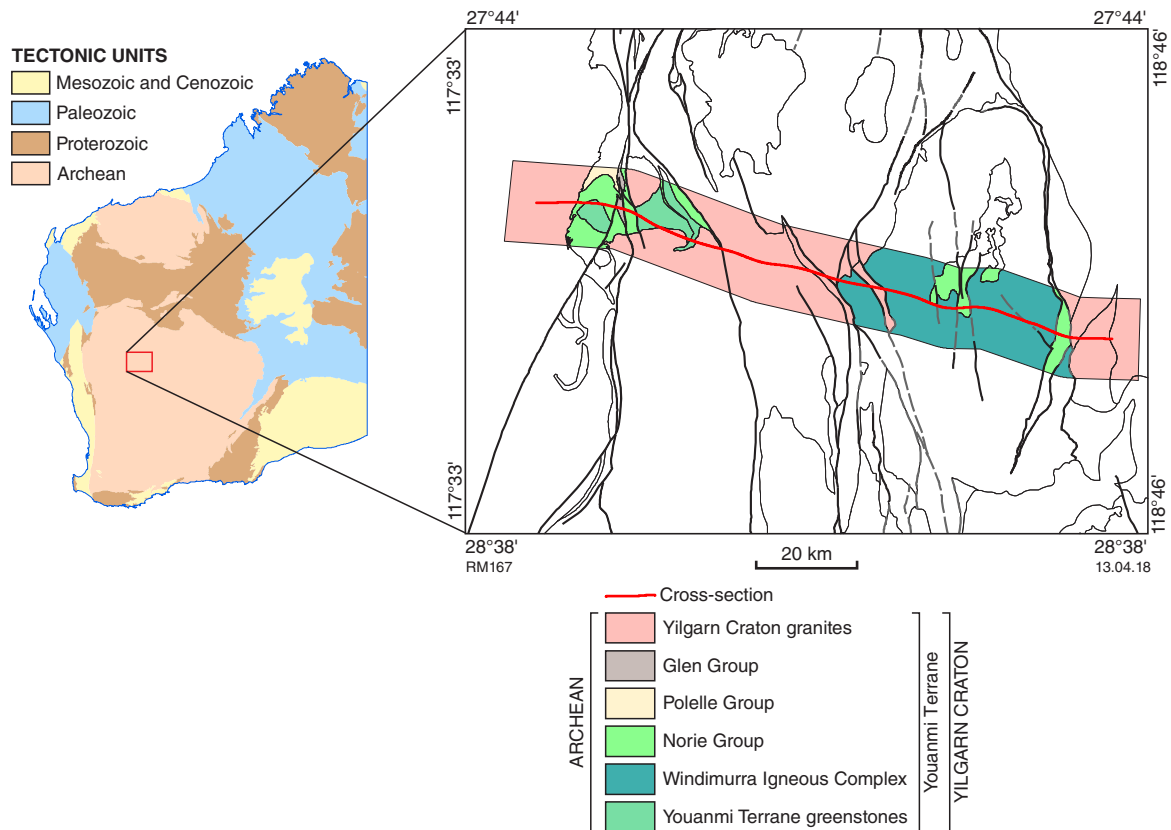 TECTONIC UNITS
Mesozoic and Cenozoic
Paleozoic
Proterozoic
Archean
27°44'
27°44'
117°33'
118°46'
117°33'
118°46'
28°38'
28°38'
RM167
20 km
13.04.18
Cross-section
Yilgarn Craton granites
Glen Group
Polelle Group
Norie Group
Windimurra Igneous Complex
Youanmi Terrane greenstones
ARCHEAN
Youanmi Terrane
YILGARN CRATON